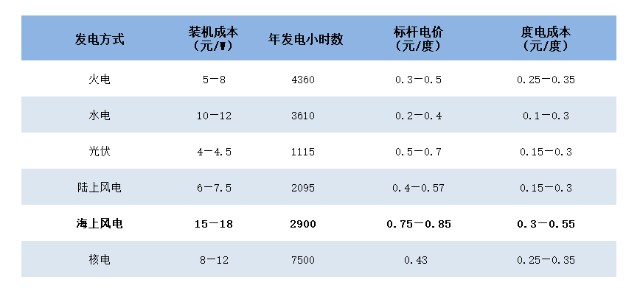 发电方式 装机成本（元/W） 年发电小时数 标杆电价（元/度） 度电成本（元/度）
火电 5－8 4360 0.3－0.5 0.25－0.35
水电 10－12 3610 0.2－0.4 0.1－0.3
光伏 4－4.5 1115 0.5－0.7 0.15－0.3
陆上风电 6－7.5 2095 0.4－0.57 0.15－0.3
海上风电 15－18 2900 0.75－0.85 0.3－0.55
核电 8－12 7500 0.43 0.25－0.35